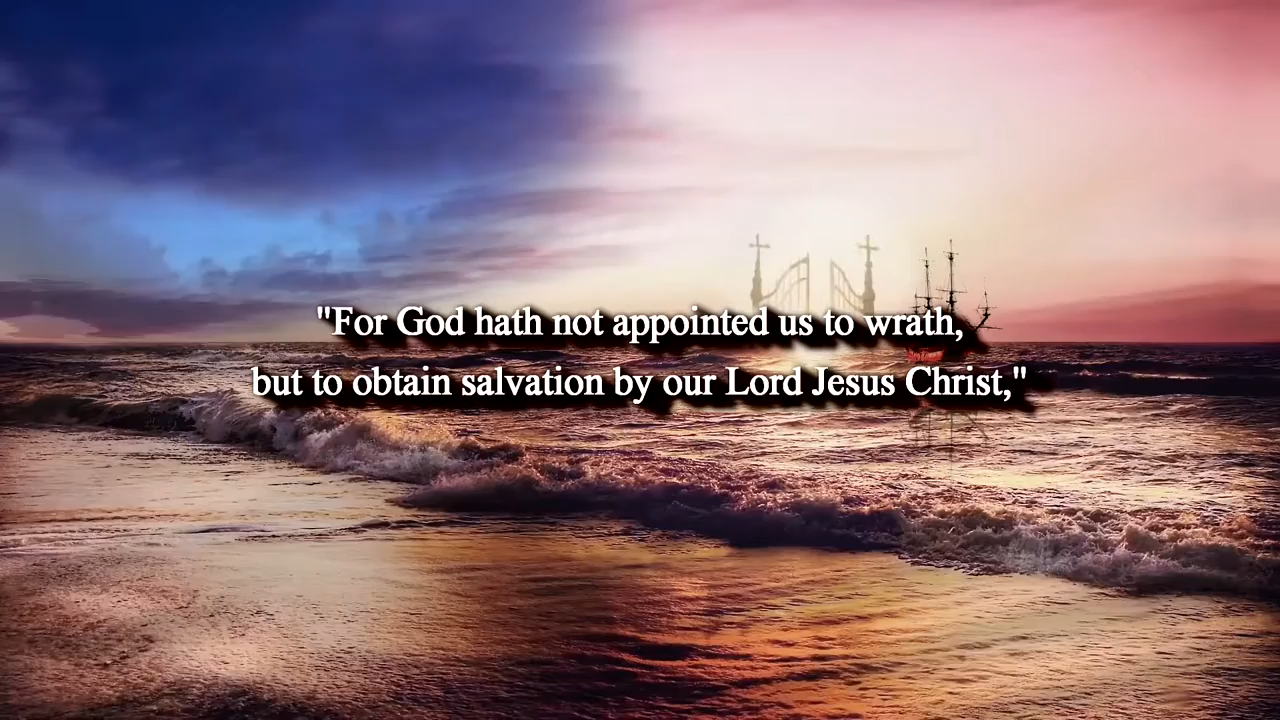 "For God hath not appointed us to wrath,
but to obtain salvation by our Lord Jesus Christ,"